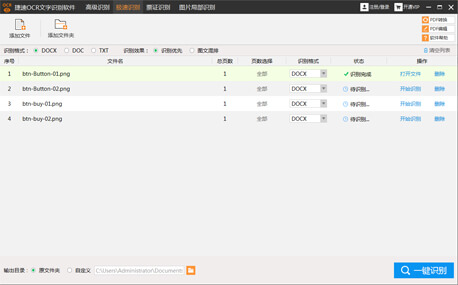 OCR 捷速OCR文字识别软件 高级识别 极速识别 票证识别 图片局部识别 注册/登录 开通VIP
添加文件 添加文件夹
PDF转换
PDF编辑
软件帮助
识别格式： DOCX DOC TXT 识别效果： 识别优先 图文混排 清空列表
序号 文件名 总页数 页数选择 识别格式 状态 操作
1 btn-Button-01.png 1 全部 DOCX 识别完成 打开文件 删除
2 btn-Button-02.png 1 全部 DOCX 待识别... 开始识别 删除
3 btn-buy-01.png 1 全部 DOCX 待识别... 开始识别 删除
4 btn-buy-02.png 1 全部 DOCX 待识别... 开始识别 删除
输出目录： 原文件夹 自定义 C:\Users\Administrator\Documents 一键识别